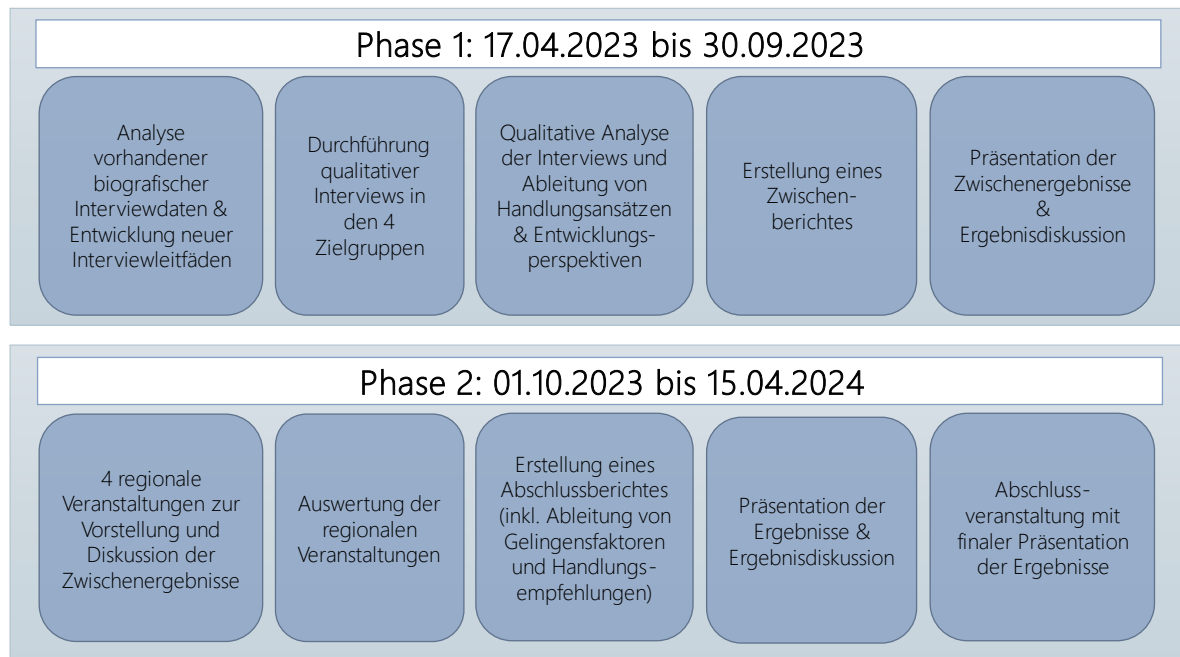 Phase 1: 17.04.2023 bis 30.09.2023
Analyse
vorhandener
biografischer
Interviewdaten &
Entwicklung neuer
Interviewleitfäden
Durchführung
qualitativer
Interviews in
den 4
Zielgruppen
Qualitative Analyse
der Interviews und
Ableitung von
Handlungsansätzen
& Entwicklungs-
perspektiven
Erstellung eines
Zwischen-
berichtes
Präsentation der
Zwischenergebnisse
&
Ergebnisdiskussion
Phase 2: 01.10.2023 bis 15.04.2024
4 regionale
Veranstaltungen zur
Vorstellung und
Diskussion der
Zwischenergebnisse
Auswertung der
regionalen
Veranstaltungen
Erstellung eines
Abschlussberichtes
(inkl. Ableitung von
Gelingensfaktoren
und Handlungs-
empfehlungen)
Präsentation der
Ergebnisse &
Ergebnisdiskussion
Abschluss-
veranstaltung mit
finaler Präsentation
der Ergebnisse